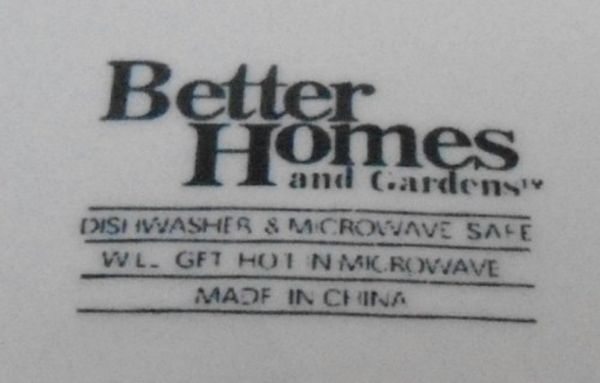 Better
Homes
and Gardens™
DISHWASHER & MICROWAVE SAFE
WILL GET HOT IN MICROWAVE
MADE IN CHINA